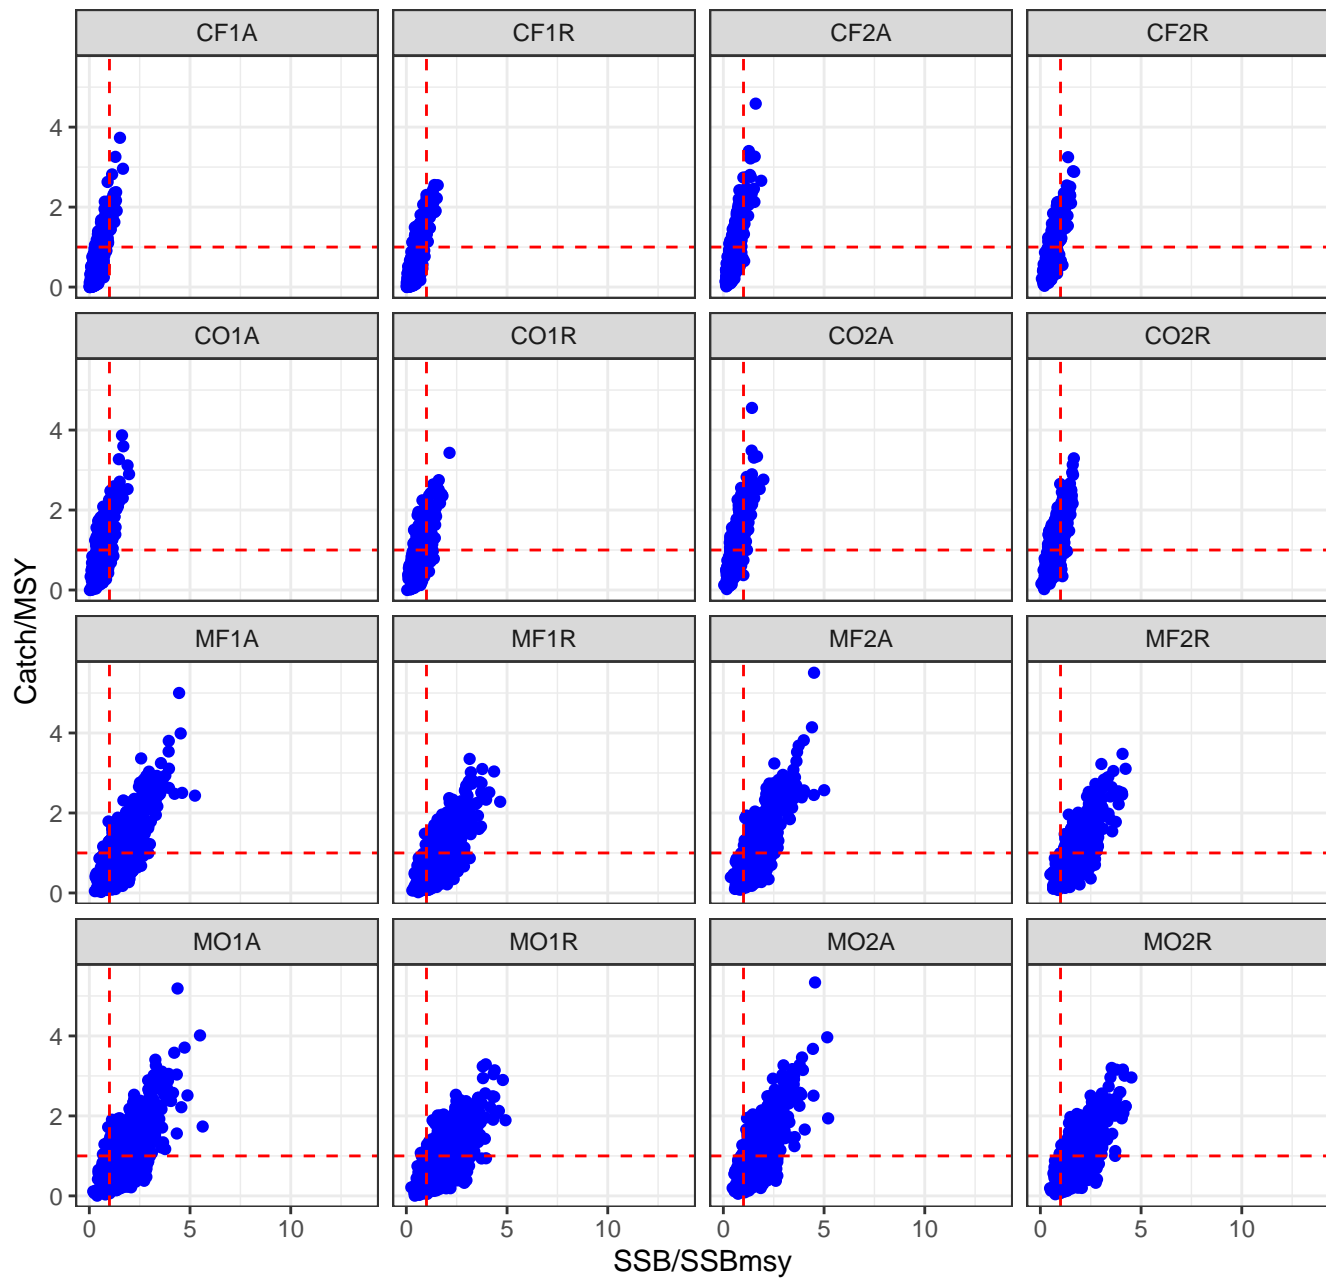 CF1A CF1R CF2A CF2R
4
2
0
CO1A CO1R CO2A CO2R
4
2
0
MF1A MF1R MF2A MF2R
4
2
0
MO1A MO1R MO2A MO2R
4
2
0
0 5 10 0 5 10 0 5 10 0 5 10
SSB/SSBmsy
Catch/MSY